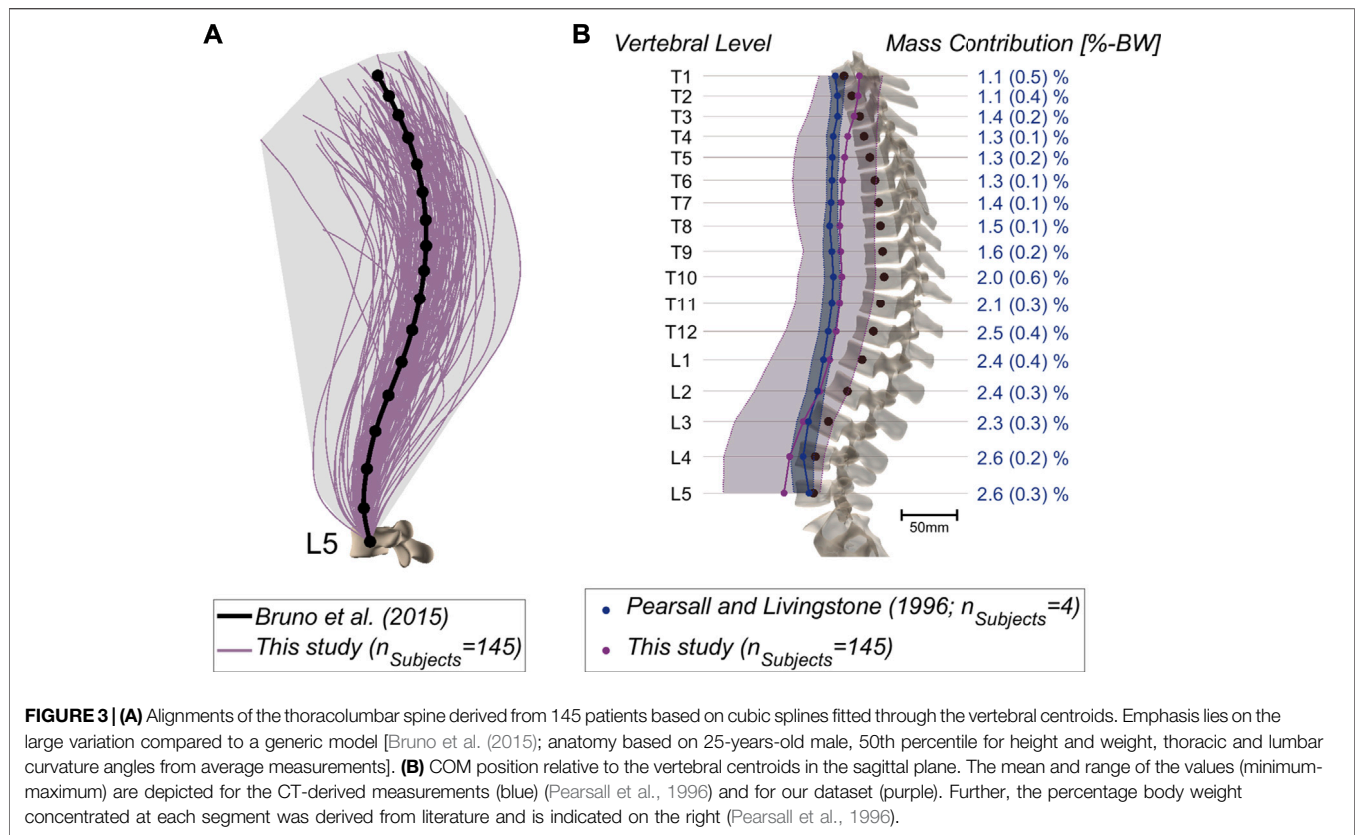 A
B
Vertebral Level
Mass Contribution [%-BW]
T1 1.1 (0.5) %
T2 1.1 (0.4) %
T3 1.4 (0.2) %
T4 1.3 (0.1) %
T5 1.3 (0.2) %
T6 1.3 (0.1) %
T7 1.4 (0.1) %
T8 1.5 (0.1) %
T9 1.6 (0.2) %
T10 2.0 (0.6) %
T11 2.1 (0.3) %
T12 2.5 (0.4) %
L1 2.4 (0.4) %
L2 2.4 (0.3) %
L3 2.3 (0.3) %
L4 2.6 (0.2) %
L5 2.6 (0.3) %
50mm
L5
Bruno et al. (2015)
This study (nSubjects=145)
Pearsall and Livingstone (1996; nSubjects=4)
This study (nSubjects=145)
FIGURE 3 | (A) Alignments of the thoracolumbar spine derived from 145 patients based on cubic splines fitted through the vertebral centroids. Emphasis lies on the
large variation compared to a generic model [Bruno et al. (2015); anatomy based on 25-years-old male, 50th percentile for height and weight, thoracic and lumbar
curvature angles from average measurements]. (B) COM position relative to the vertebral centroids in the sagittal plane. The mean and range of the values (minimum-
maximum) are depicted for the CT-derived measurements (blue) (Pearsall et al., 1996) and for our dataset (purple). Further, the percentage body weight
concentrated at each segment was derived from literature and is indicated on the right (Pearsall et al., 1996).